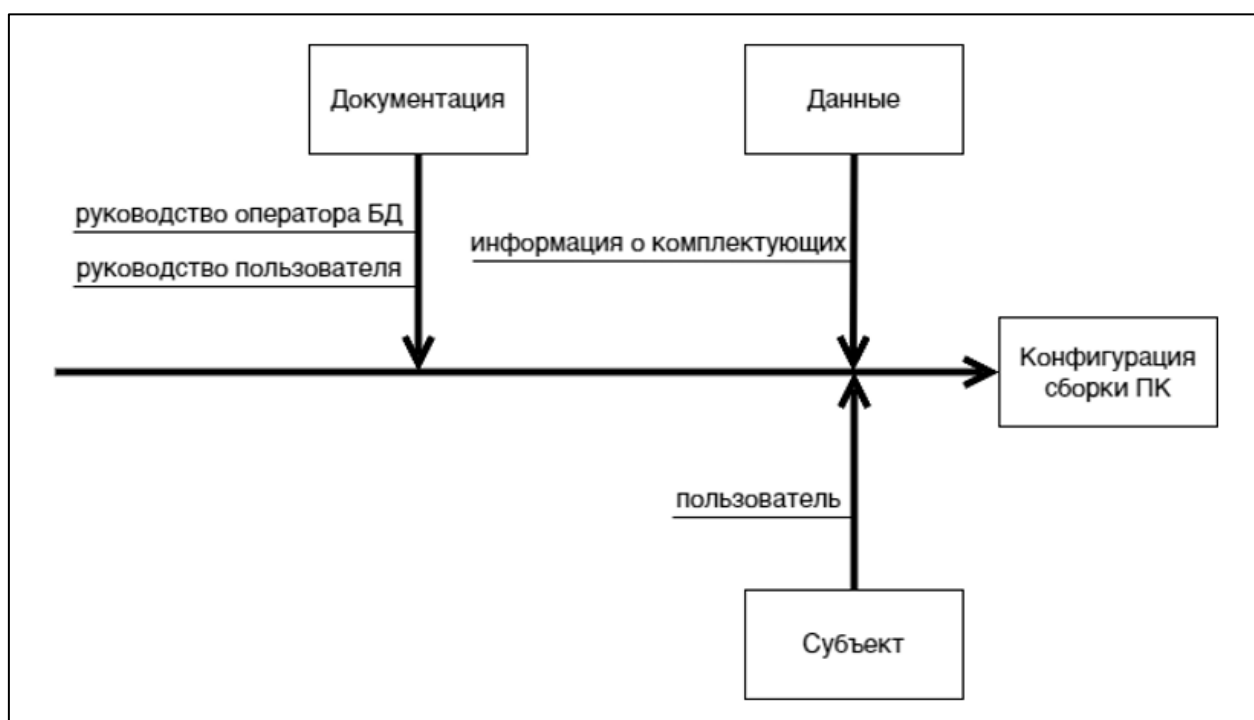 Документация
Данные
руководство оператора БД
информация о комплектующих
руководство пользователя
Конфигурация
сборки ПК
пользователь
Субъект